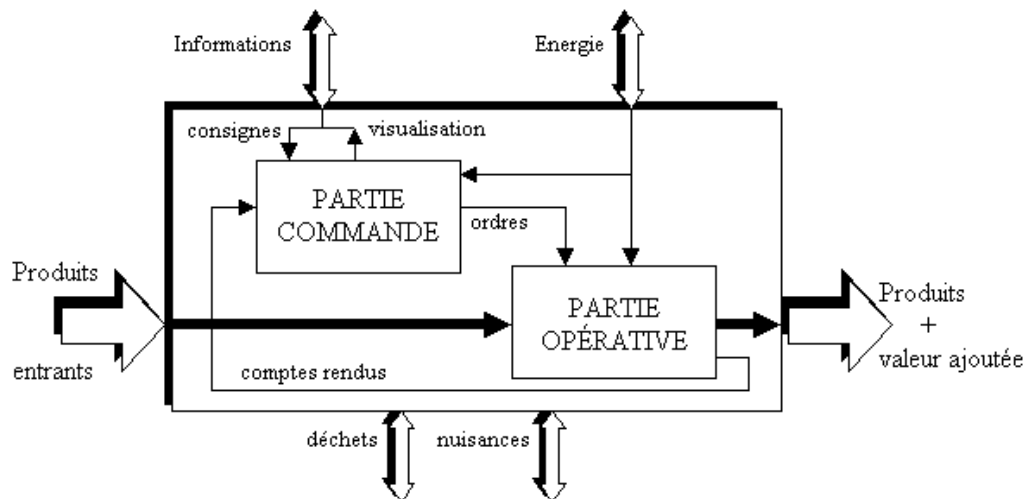 Informations
Energie
consignes
visualisation
PARTIE
COMMANDE
ordres
Produits
entrants
PARTIE
OPÉRATIVE
Produits
+
valeur ajoutée
comptes rendus
déchets
nuisances